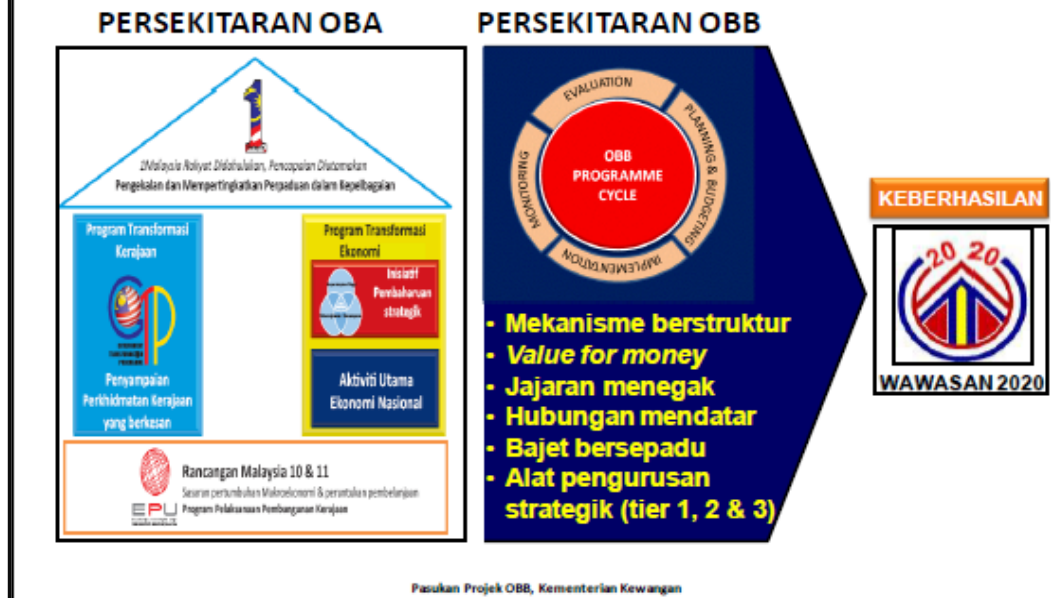 PERSEKITARAN OBA
1
1Malaysia Rakyat Didahulukan, Pencapaian Diutamakan
Pengekalan dan Mempertingkatkan Perpaduan dalam Kepelbagaian
Program Transformasi
Kerajaan
GTP
Penyampaian
Perkhidmatan Kerajaan
yang berkesan
Program Transformasi
Ekonomi
Inisiatif
Pembaharuan
strategik
Aktiviti Utama
Ekonomi Nasional
Rancangan Malaysia 10 & 11
Sasaran pertumbuhan Makroekonomi & peruntukan perbelanjaan
EPU
Program Pelaksanaan Pembangunan Kerajaan
PERSEKITARAN OBB
EVALUATION
PLANNING & BUDGETING
IMPLEMENTATION
MONITORING
OBB
PROGRAMME
CYCLE
• Mekanisme berstruktur
• Value for money
• Jajaran menegak
• Hubungan mendatar
• Bajet bersepadu
• Alat pengurusan
strategik (tier 1, 2 & 3)
KEBERHASILAN
2020
WAWASAN 2020
Pasukan Projek OBB, Kementerian Kewangan